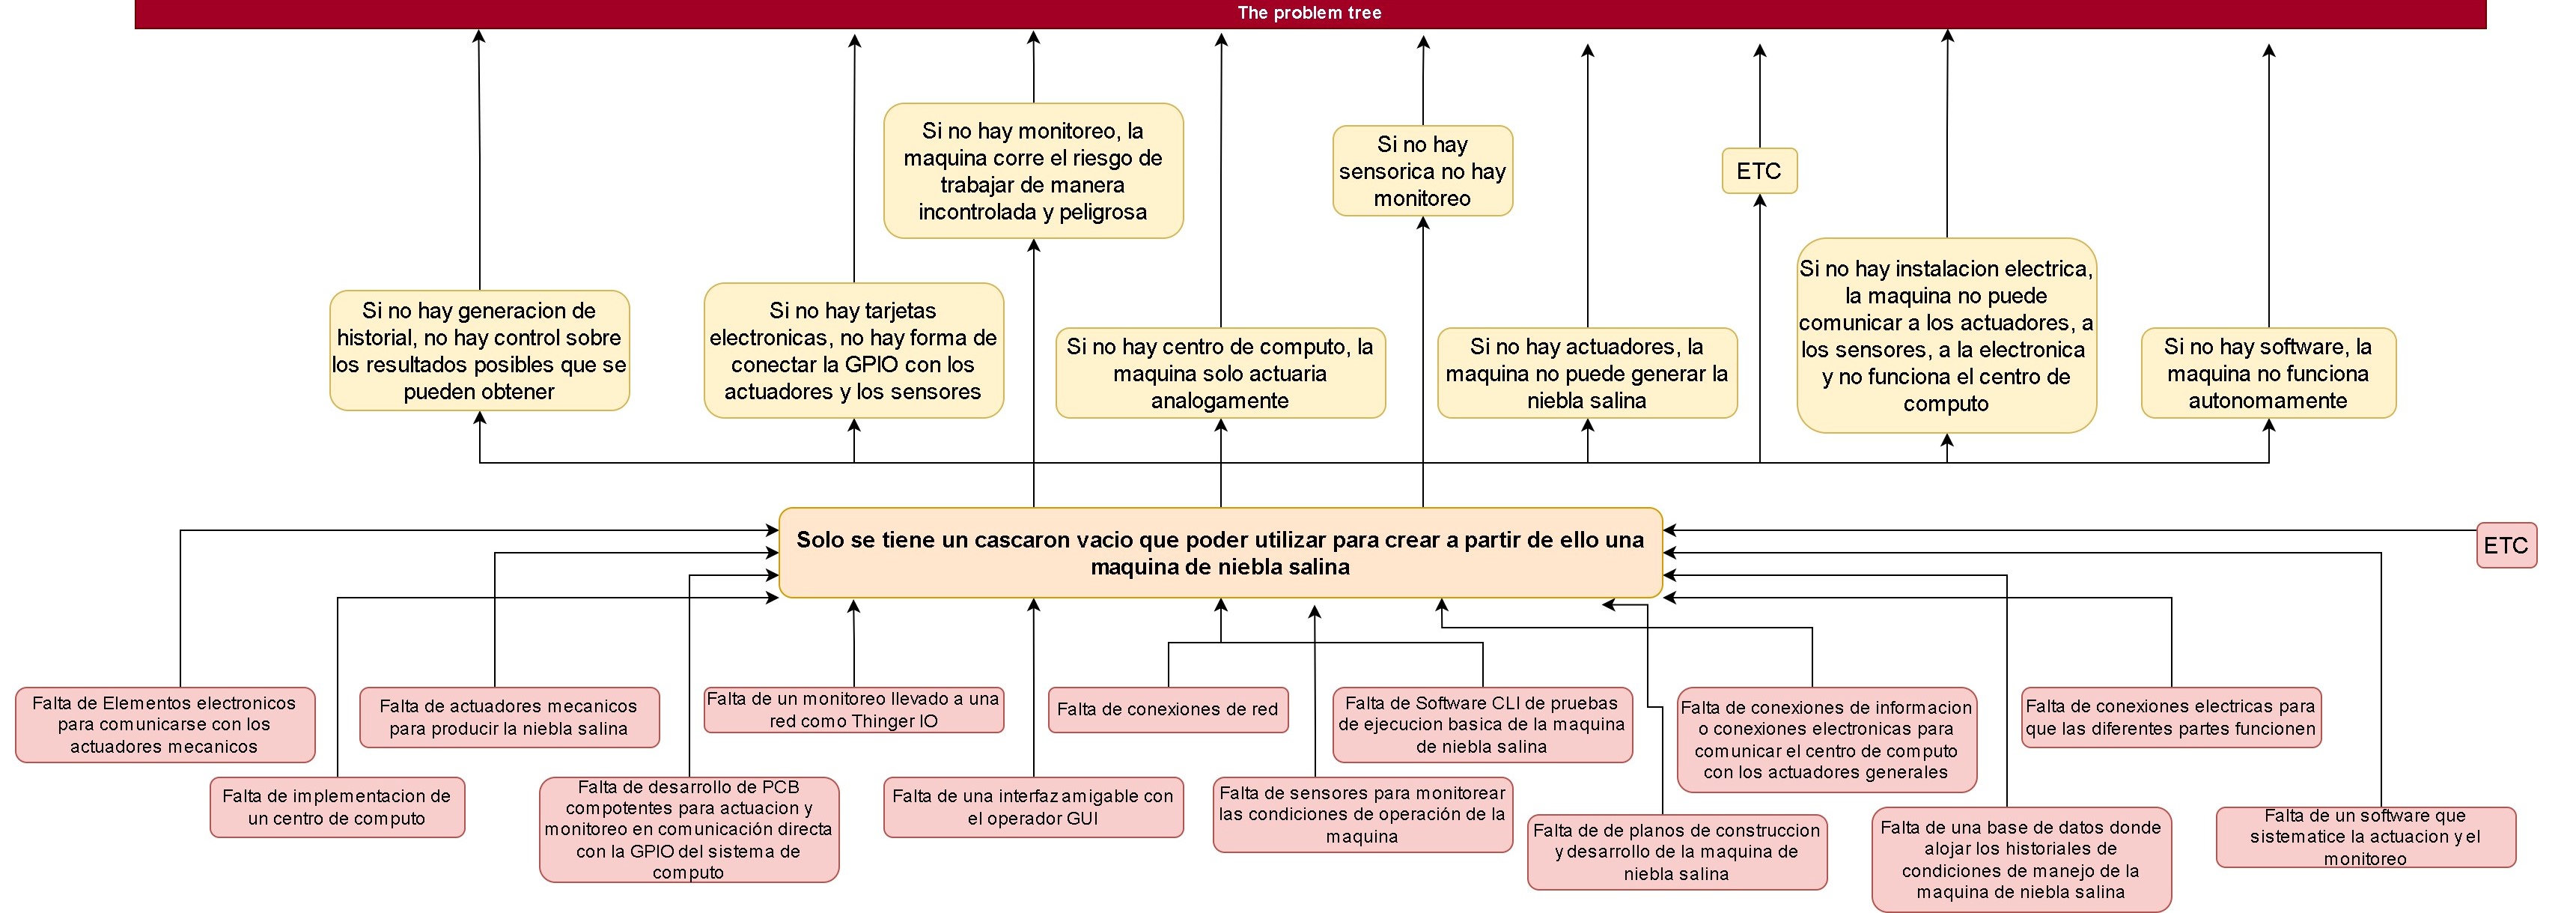 The problem tree
Si no hay monitoreo, la
maquina corre el riesgo de
trabajar de manera
incontrolada y peligrosa
Si no hay
sensorica no hay
monitoreo
ETC
Si no hay generacion de
historial, no hay control sobre
los resultados posibles que se
pueden obtener
Si no hay tarjetas
electronicas, no hay forma de
conectar la GPIO con los
actuadores y los sensores
Si no hay centro de computo, la
maquina solo actuaria
analogamente
Si no hay actuadores, la
maquina no puede generar la
niebla salina
Si no hay instalacion electrica,
la maquina no puede
comunicar a los actuadores, a
los sensores, a la electronica
y no funciona el centro de
computo
Si no hay software, la
maquina no funciona
autonomamente
Solo se tiene un cascaron vacio que poder utilizar para crear a partir de ello una
maquina de niebla salina
ETC
Falta de Elementos electronicos
para comunicarse con los
actuadores mecanicos
Falta de actuadores mecanicos
para producir la niebla salina
Falta de un monitoreo llevado a una
red como Thinger IO
Falta de conexiones de red
Falta de Software CLI de pruebas
de ejecucion basica de la maquina
de niebla salina
Falta de conexiones de informacion
o conexiones electronicas para
comunicar el centro de computo
con los actuadores generales
Falta de conexiones electricas para
que las diferentes partes funcionen
Falta de implementacion de
un centro de computo
Falta de desarrollo de PCB
compotentes para actuacion y
monitoreo en comunicación directa
con la GPIO del sistema de
computo
Falta de una interfaz amigable con
el operador GUI
Falta de sensores para monitorear
las condiciones de operación de la
maquina
Falta de de planos de construccion
y desarrollo de la maquina de
niebla salina
Falta de una base de datos donde
alojar los historiales de
condiciones de manejo de la
maquina de niebla salina
Falta de un software que
sistematice la actuacion y el
monitoreo